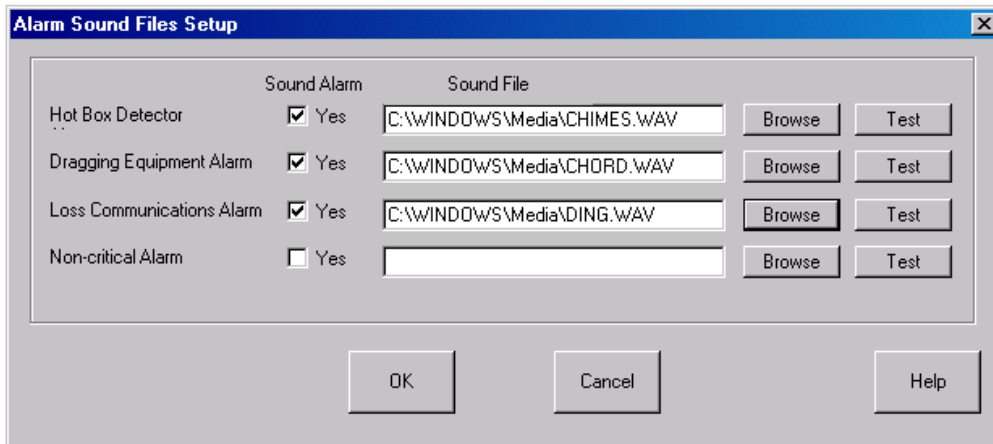 Alarm Sound Files Setup
Sound Alarm Sound File
Hot Box Detector Yes C:\WINDOWS\Media\CHIMES.WAV Browse Test
Dragging Equipment Alarm Yes C:\WINDOWS\Media\CHORD.WAV Browse Test
Loss Communications Alarm Yes C:\WINDOWS\Media\DING.WAV Browse Test
Non-critical Alarm Yes Browse Test
OK Cancel Help